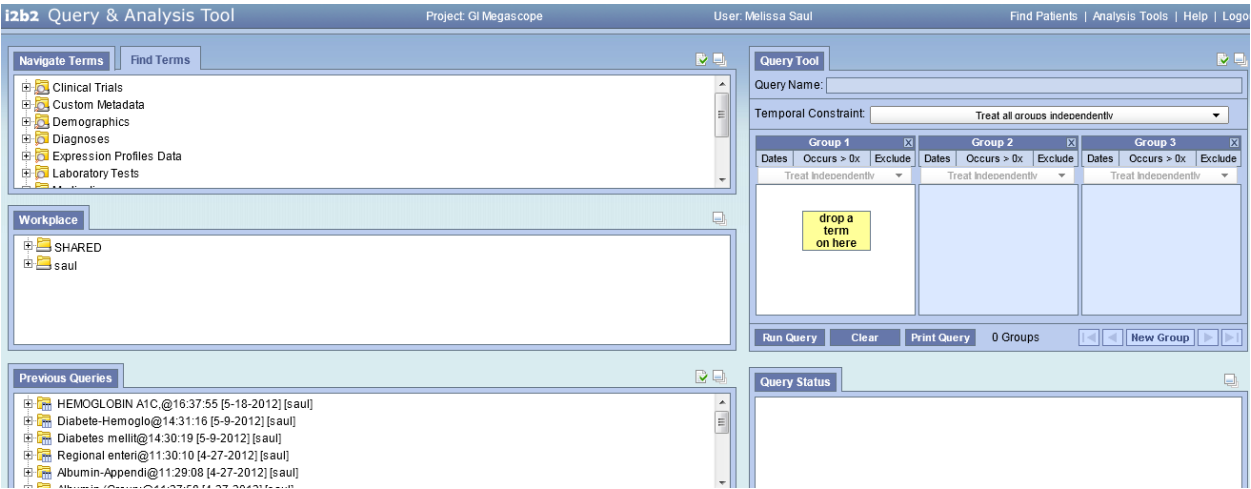 i2b2 Query & Analysis Tool Project: GI Megascope User: Melissa Saul Find Patients | Analysis Tools | Help | Logo
Navigate Terms Find Terms
Clinical Trials
Custom Metadata
Demographics
Diagnoses
Expression Profiles Data
Laboratory Tests
Workplace
SHARED
saul
Previous Queries
HEMOGLOBIN A1C,@16:37:55 [5-18-2012] [saul]
Diabete-Hemoglo@14:31:16 [5-9-2012] [saul]
Diabetes mellit@14:30:19 [5-9-2012] [saul]
Regional enteri@11:30:10 [4-27-2012] [saul]
Albumin-Appendi@11:29:08 [4-27-2012] [saul]
Query Tool
Query Name:
Temporal Constraint: Treat all groups independently
Group 1 X Group 2 X Group 3 X
Dates Occurs > 0x Exclude Dates Occurs > 0x Exclude Dates Occurs > 0x Exclude
Treat Independently Treat Independently Treat Independently
drop a
term
on here
Run Query Clear Print Query 0 Groups New Group
Query Status